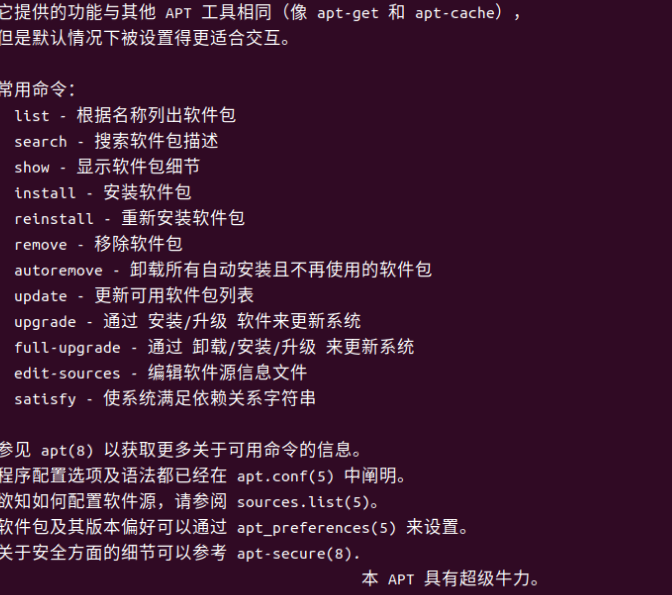 它提供的功能与其他 APT 工具相同（像 apt-get 和 apt-cache），
但是默认情况下被设置得更适合交互。
常用命令：
list - 根据名称列出软件包
search - 搜索软件包描述
show - 显示软件包细节
install - 安装软件包
reinstall - 重新安装软件包
remove - 移除软件包
autoremove - 卸载所有自动安装且不再使用的软件包
update - 更新可用软件包列表
upgrade - 通过 安装/升级 软件来更新系统
full-upgrade - 通过 卸载/安装/升级 来更新系统
edit-sources - 编辑软件源信息文件
satisfy - 使系统满足依赖关系字符串
参见 apt(8) 以获取更多关于可用命令的信息。
程序配置选项及语法都已经在 apt.conf(5) 中阐明。
欲知如何配置软件源，请参阅 sources.list(5)。
软件包及其版本偏好可以通过 apt_preferences(5) 来设置。
关于安全方面的细节可以参考 apt-secure(8).
本 APT 具有超级牛力。